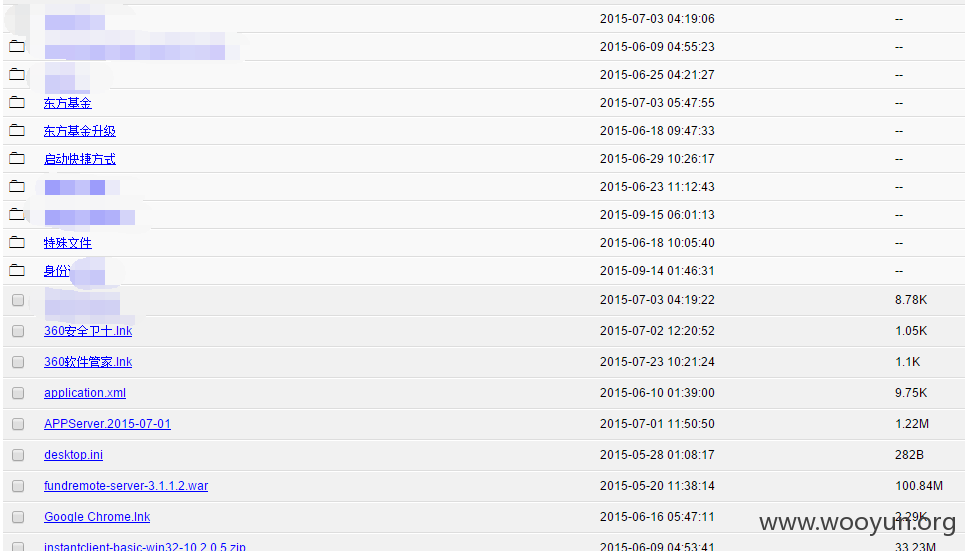 2015-07-03 04:19:06 --
2015-06-09 04:55:23 --
2015-06-25 04:21:27 --
东方基金 2015-07-03 05:47:55 --
东方基金升级 2015-06-18 09:47:33 --
启动快捷方式 2015-06-29 10:26:17 --
2015-06-23 11:12:43 --
2015-09-15 06:01:13 --
特殊文件 2015-06-18 10:05:40 --
身份 2015-09-14 01:46:31 --
2015-07-03 04:19:22 8.78K
360安全卫士.lnk 2015-07-02 12:20:52 1.05K
360软件管家.lnk 2015-07-23 10:21:24 1.1K
application.xml 2015-06-10 01:39:00 9.75K
APPServer.2015-07-01 2015-07-01 11:50:50 1.22M
desktop.ini 2015-05-28 01:08:17 282B
fundremote-server-3.1.1.2.war 2015-05-20 11:38:14 100.84M
Google Chrome.lnk 2015-06-16 05:47:11 2.29K
www.wooyun.org
instantclient-basic-win32-10.2.0.5.zip 2015-06-09 04:53:41 33.23M